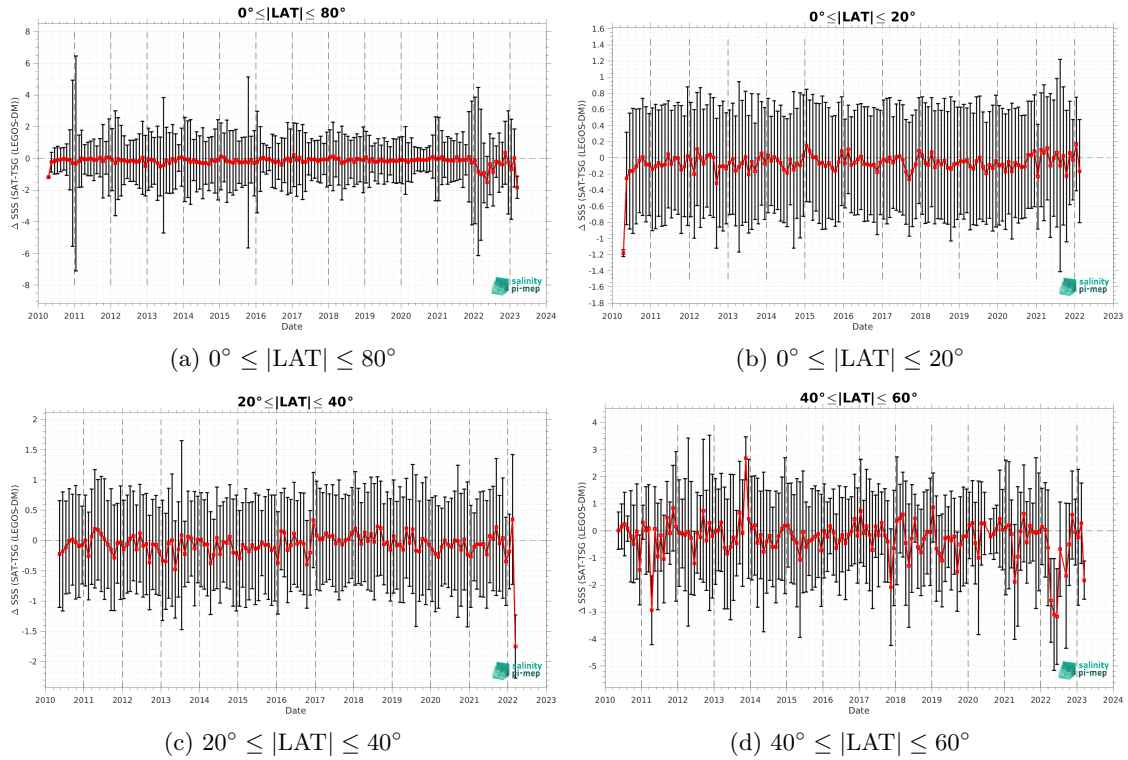 0°≤|LAT|≤ 80°
8
6
4
2
0
-2
-4
-6
-8
Δ SSS (SAT-TSG (LEGOS-DM))
2010 2011 2012 2013 2014 2015 2016 2017 2018 2019 2020 2021 2022 2023 2024
Date
salinity
pi-mep
(a) 0° ≤ |LAT| ≤ 80°
0°≤|LAT|≤ 20°
1.6
1.4
1.2
1
0.8
0.6
0.4
0.2
-0
-0.2
-0.4
-0.6
-0.8
-1
-1.2
-1.4
-1.6
-1.8
Δ SSS (SAT-TSG (LEGOS-DM))
2010 2011 2012 2013 2014 2015 2016 2017 2018 2019 2020 2021 2022 2023
Date
salinity
pi-mep
(b) 0° ≤ |LAT| ≤ 20°
20°≤|LAT|≤ 40°
2
1.5
1
0.5
0
-0.5
-1
-1.5
-2
Δ SSS (SAT-TSG (LEGOS-DM))
2010 2011 2012 2013 2014 2015 2016 2017 2018 2019 2020 2021 2022 2023
Date
salinity
pi-mep
(c) 20° ≤ |LAT| ≤ 40°
40°≤|LAT|≤ 60°
4
3
2
1
0
-1
-2
-3
-4
-5
Δ SSS (SAT-TSG (LEGOS-DM))
2010 2011 2012 2013 2014 2015 2016 2017 2018 2019 2020 2021 2022 2023 2024
Date
salinity
pi-mep
(d) 40° ≤ |LAT| ≤ 60°